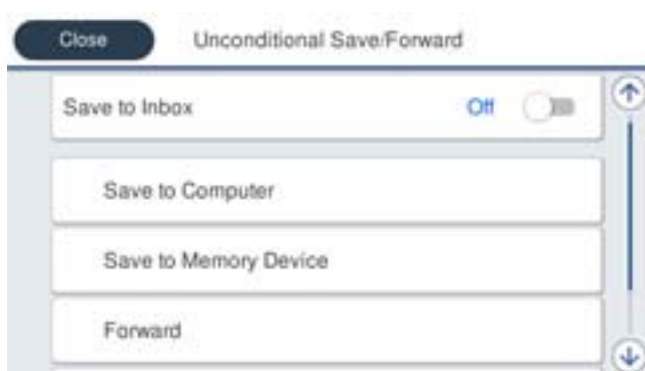 Close Unconditional Save/Forward
Save to Inbox Off
Save to Computer
Save to Memory Device
Forward